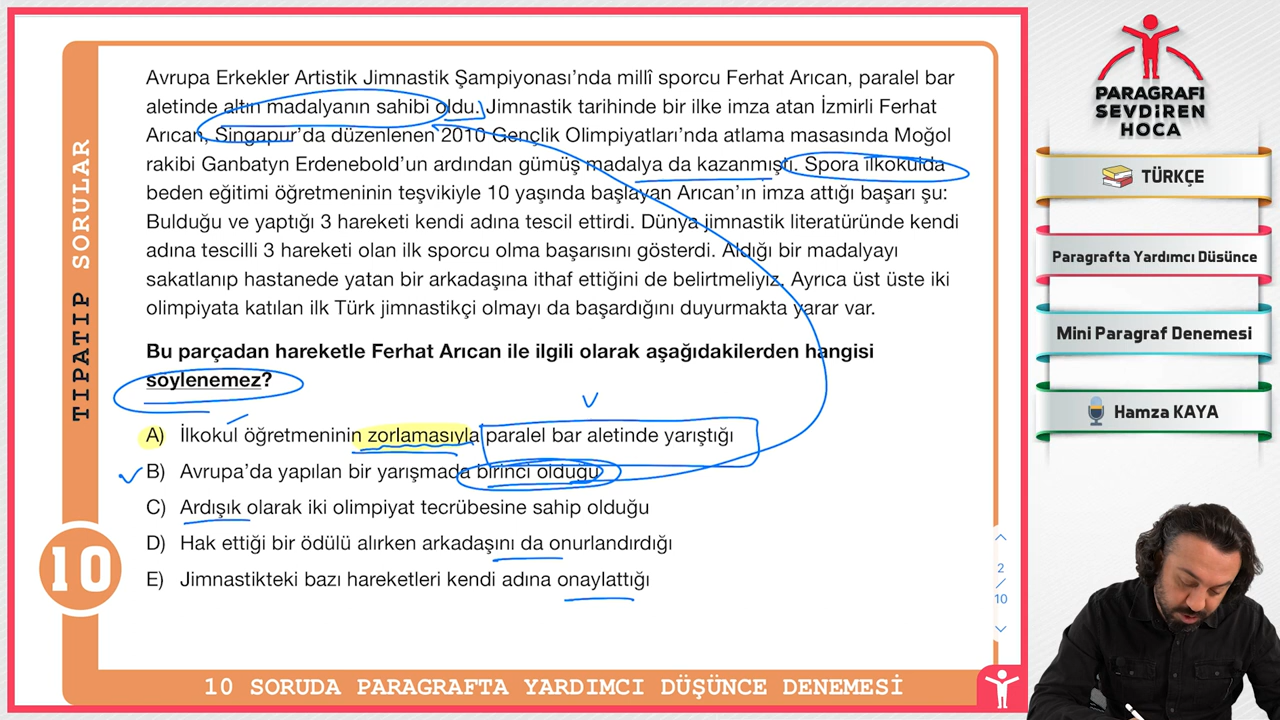 Avrupa Erkekler Artistik Jimnastik Şampiyonası'nda millî sporcu Ferhat Arıcan, paralel bar
aletinde altın madalyanın sahibi oldu. Jimnastik tarihinde bir ilke imza atan İzmirli Ferhat
Arıcan, Singapur'da düzenlenen 2010 Gençlik Olimpiyatları'nda atlama masasında Moğol
rakibi Ganbatyn Erdenebold'un ardından gümüş madalya da kazanmıştı. Spora ilkokulda
beden eğitimi öğretmeninin teşvikiyle 10 yaşında başlayan Arıcan'ın imza attığı başarı şu:
Bulduğu ve yaptığı 3 hareketi kendi adına tescil ettirdi. Dünya jimnastik literatüründe kendi
adına tescilli 3 hareketi olan ilk sporcu olma başarısını gösterdi. Aldığı bir madalyayı
sakatlanıp hastanede yatan bir arkadaşına ithaf ettiğini de belirtmeliyiz. Ayrıca üst üste iki
olimpiyata katılan ilk Türk jimnastikçi olmayı da başardığını duyurmakta yarar var.
Bu parçadan hareketle Ferhat Arıcan ile ilgili olarak aşağıdakilerden hangisi
söylenemez?
A) İlkokul öğretmeninin zorlamasıyla paralel bar aletinde yarıştığı
B) Avrupa'da yapılan bir yarışmada birinci olduğu
C) Ardışık olarak iki olimpiyat tecrübesine sahip olduğu
D) Hak ettiği bir ödülü alırken arkadaşını da onurlandırdığı
E) Jimnastikteki bazı hareketleri kendi adına onaylattığı
TIPATIP SORULAR
10
10 SORUDA PARAGRAFTA YARDIMCI DÜŞÜNCE DENEMESİ
2
/
10
PARAGRAFI
SEVDİREN
HOCA
TÜRKÇE
Paragrafta Yardımcı Düşünce
Mini Paragraf Denemesi
Hamza KAYA